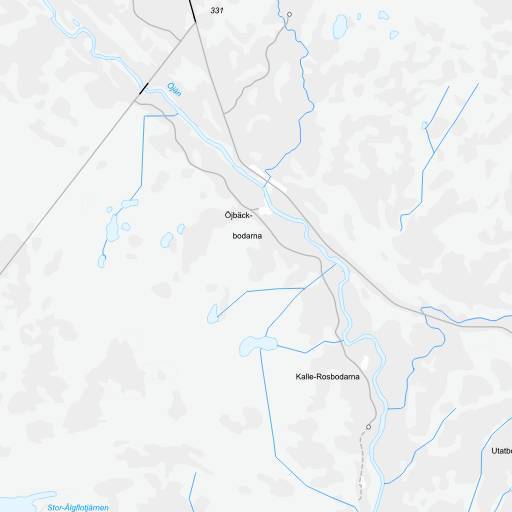 331
Öjån
Öjbäck-
bodarna
Kalle-Rosbodarna
Utatbo
Stor-Älgflotjärnen